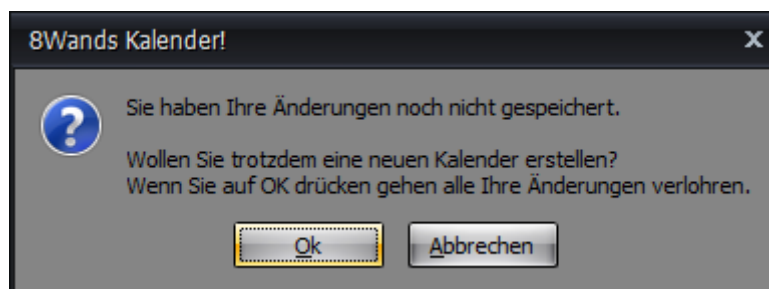 8Wands Kalender!
Sie haben Ihre Änderungen noch nicht gespeichert.
Wollen Sie trotzdem eine neuen Kalender erstellen?
Wenn Sie auf OK drücken gehen alle Ihre Änderungen verlohren.
Ok
Abbrechen